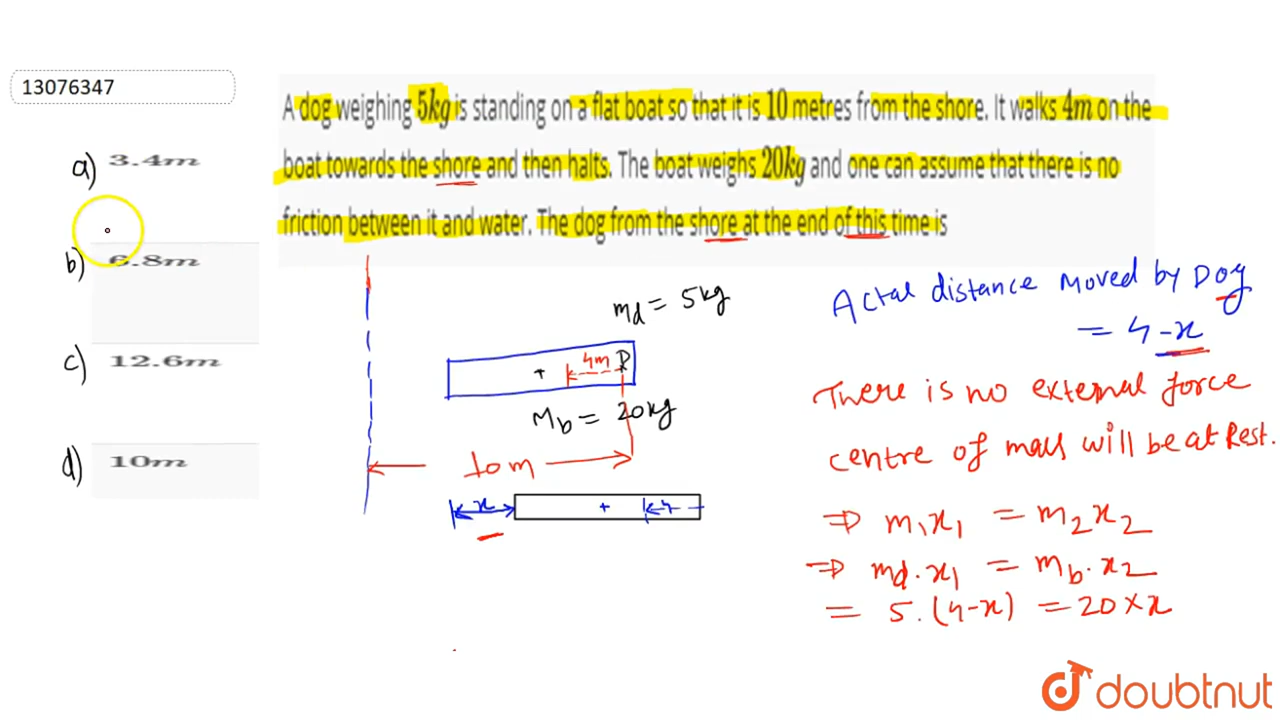 13076347
A dog weighing 5kg is standing on a flat boat so that it is 10 metres from the shore. It walks 4m on the
boat towards the shore and then halts. The boat weighs 20kg and one can assume that there is no
friction between it and water. The dog from the shore at the end of this time is
a) 3.4m
b) 6.8m
c) 12.6m
d) 10m
md = 5kg
4m D
+
Mb = 20kg
10m
x + 4
Actal distance moved by Dog
= 4-x
There is no external force
centre of mass will be at Rest.
⇒ m₁x₁ = m₂x₂
⇒ md.x₁ = mb.x₂
= 5.(4-x) = 20×x
doubtnut